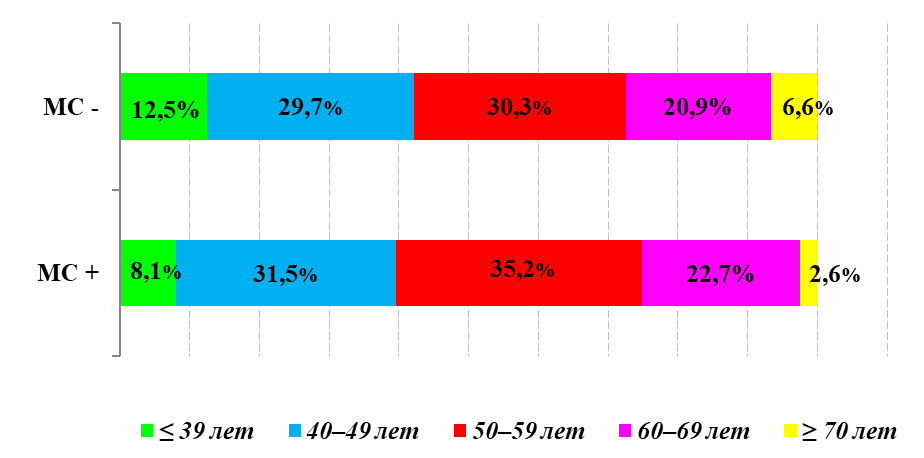 МС - 12,5% 29,7% 30,3% 20,9% 6,6%
МС + 8,1% 31,5% 35,2% 22,7% 2,6%
≤ 39 лет 40–49 лет 50–59 лет 60–69 лет ≥ 70 лет